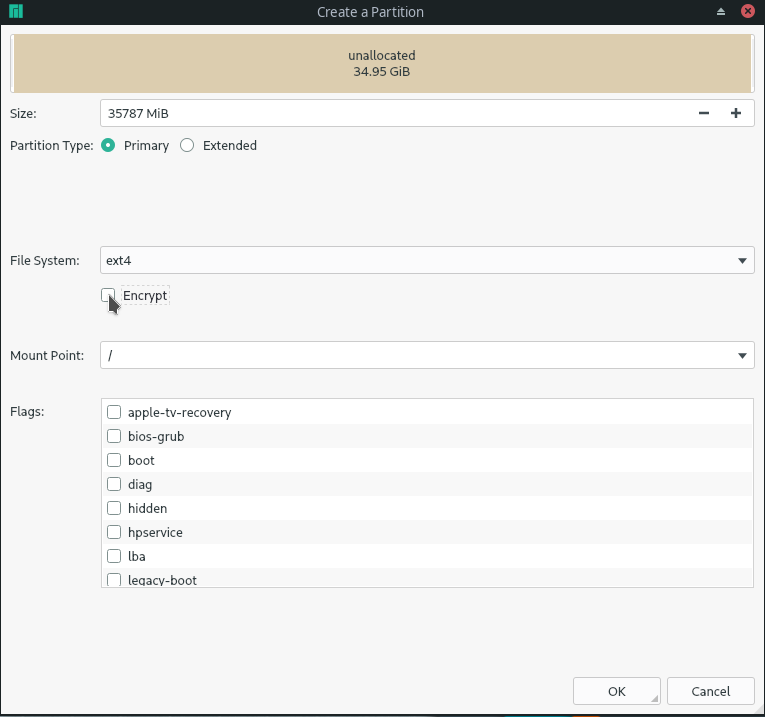 Create a Partition
unallocated
34.95 GiB
Size: 35787 MiB
Partition Type: Primary Extended
File System: ext4
Encrypt
Mount Point: /
Flags: apple-tv-recovery
bios-grub
boot
diag
hidden
hpservice
lba
legacy-boot
OK Cancel